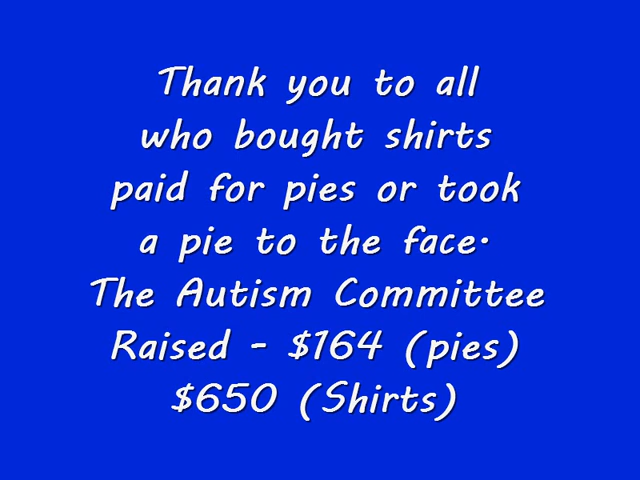 Thank you to all
who bought shirts
paid for pies or took
a pie to the face.
The Autism Committee
Raised - $164 (pies)
$650 (Shirts)